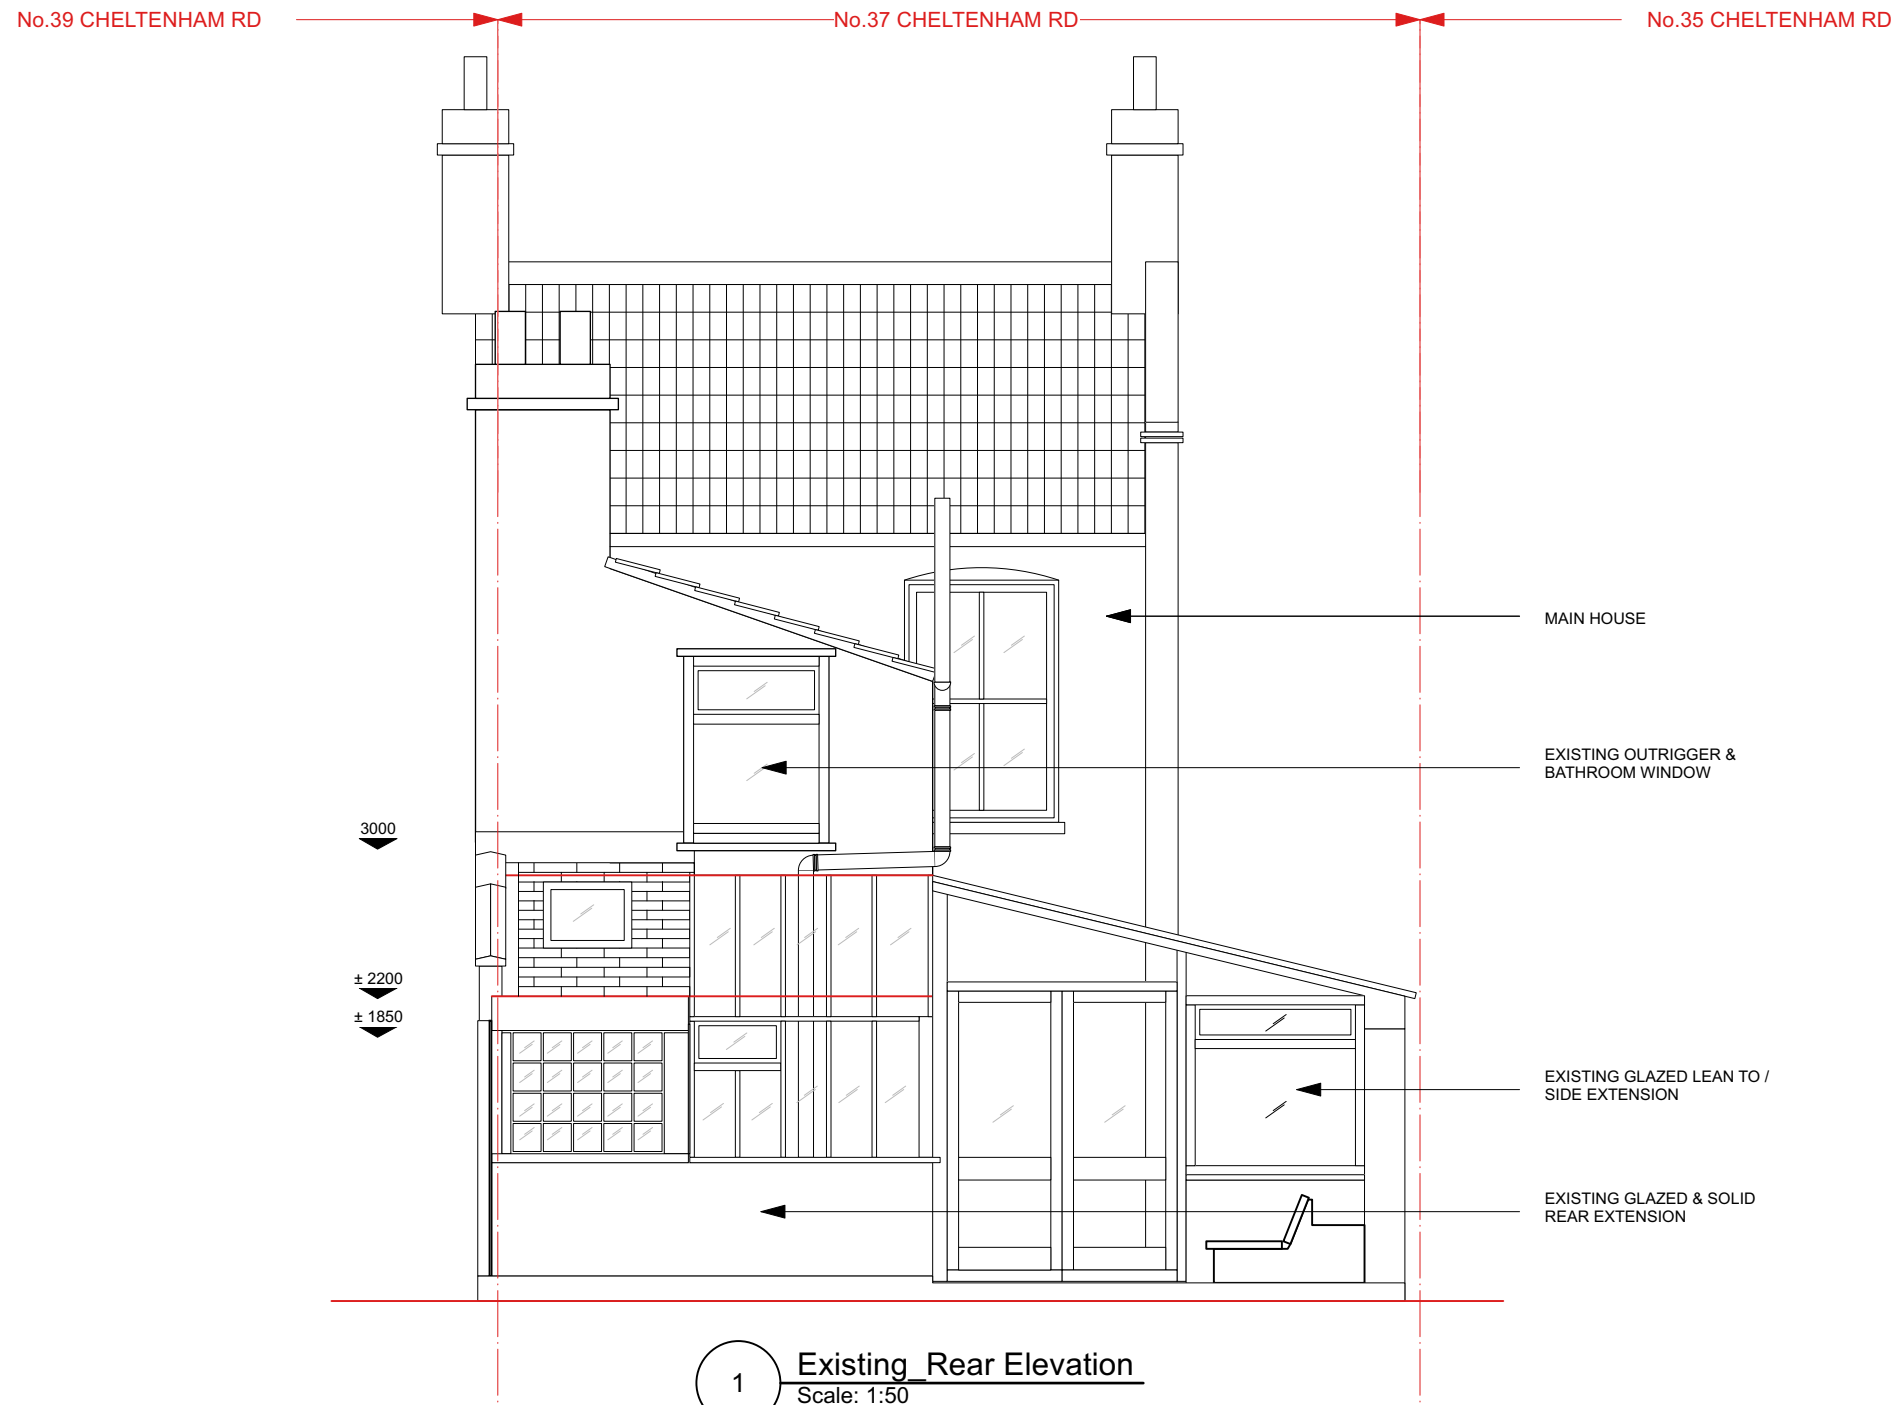 No.39 CHELTENHAM RD
No.37 CHELTENHAM RD
No.35 CHELTENHAM RD
MAIN HOUSE
EXISTING OUTRIGGER &
BATHROOM WINDOW
3000
± 2200
± 1850
EXISTING GLAZED LEAN TO /
SIDE EXTENSION
EXISTING GLAZED & SOLID
REAR EXTENSION
1
Existing_Rear Elevation
Scale: 1:50